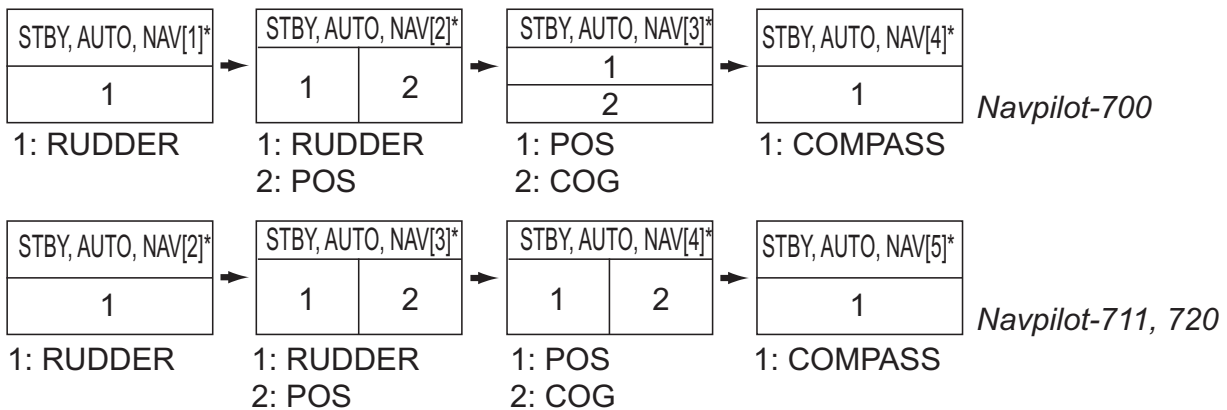 STBY, AUTO, NAV[1]*
1
1: RUDDER
STBY, AUTO, NAV[2]*
1 2
1: RUDDER
2: POS
STBY, AUTO, NAV[3]*
1
2
1: POS
2: COG
STBY, AUTO, NAV[4]*
1
1: COMPASS
Navpilot-700
STBY, AUTO, NAV[2]*
1
1: RUDDER
STBY, AUTO, NAV[3]*
1 2
1: RUDDER
2: POS
STBY, AUTO, NAV[4]*
1 2
1: POS
2: COG
STBY, AUTO, NAV[5]*
1
1: COMPASS
Navpilot-711, 720